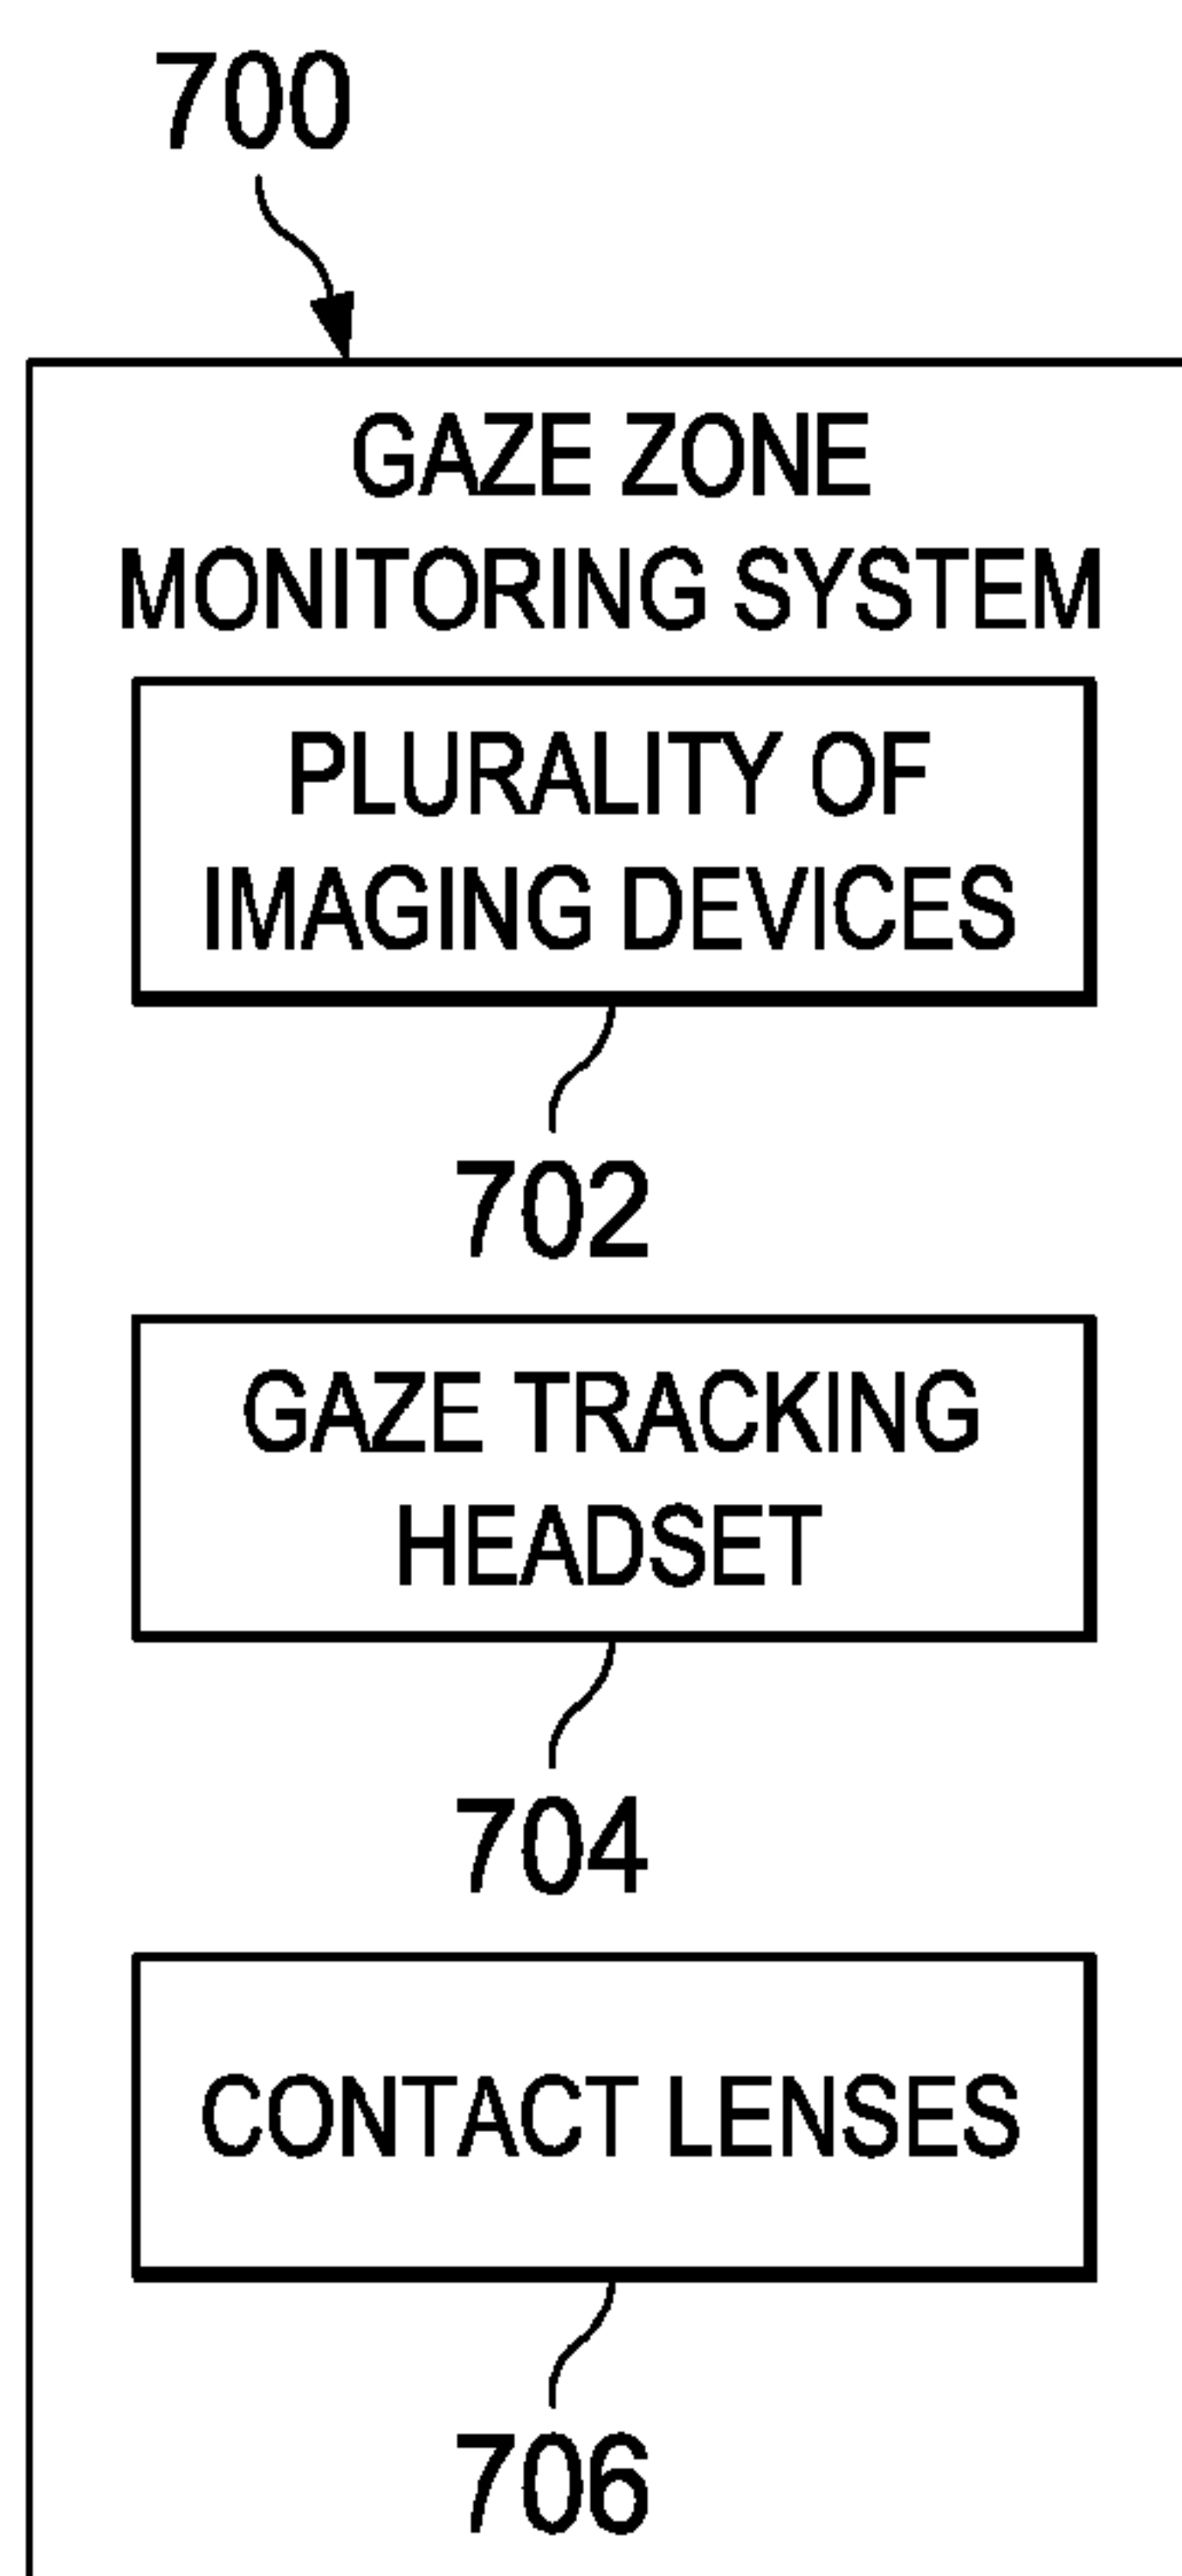 700
GAZE ZONE
MONITORING SYSTEM
PLURALITY OF
IMAGING DEVICES
702
GAZE TRACKING
HEADSET
704
CONTACT LENSES
706